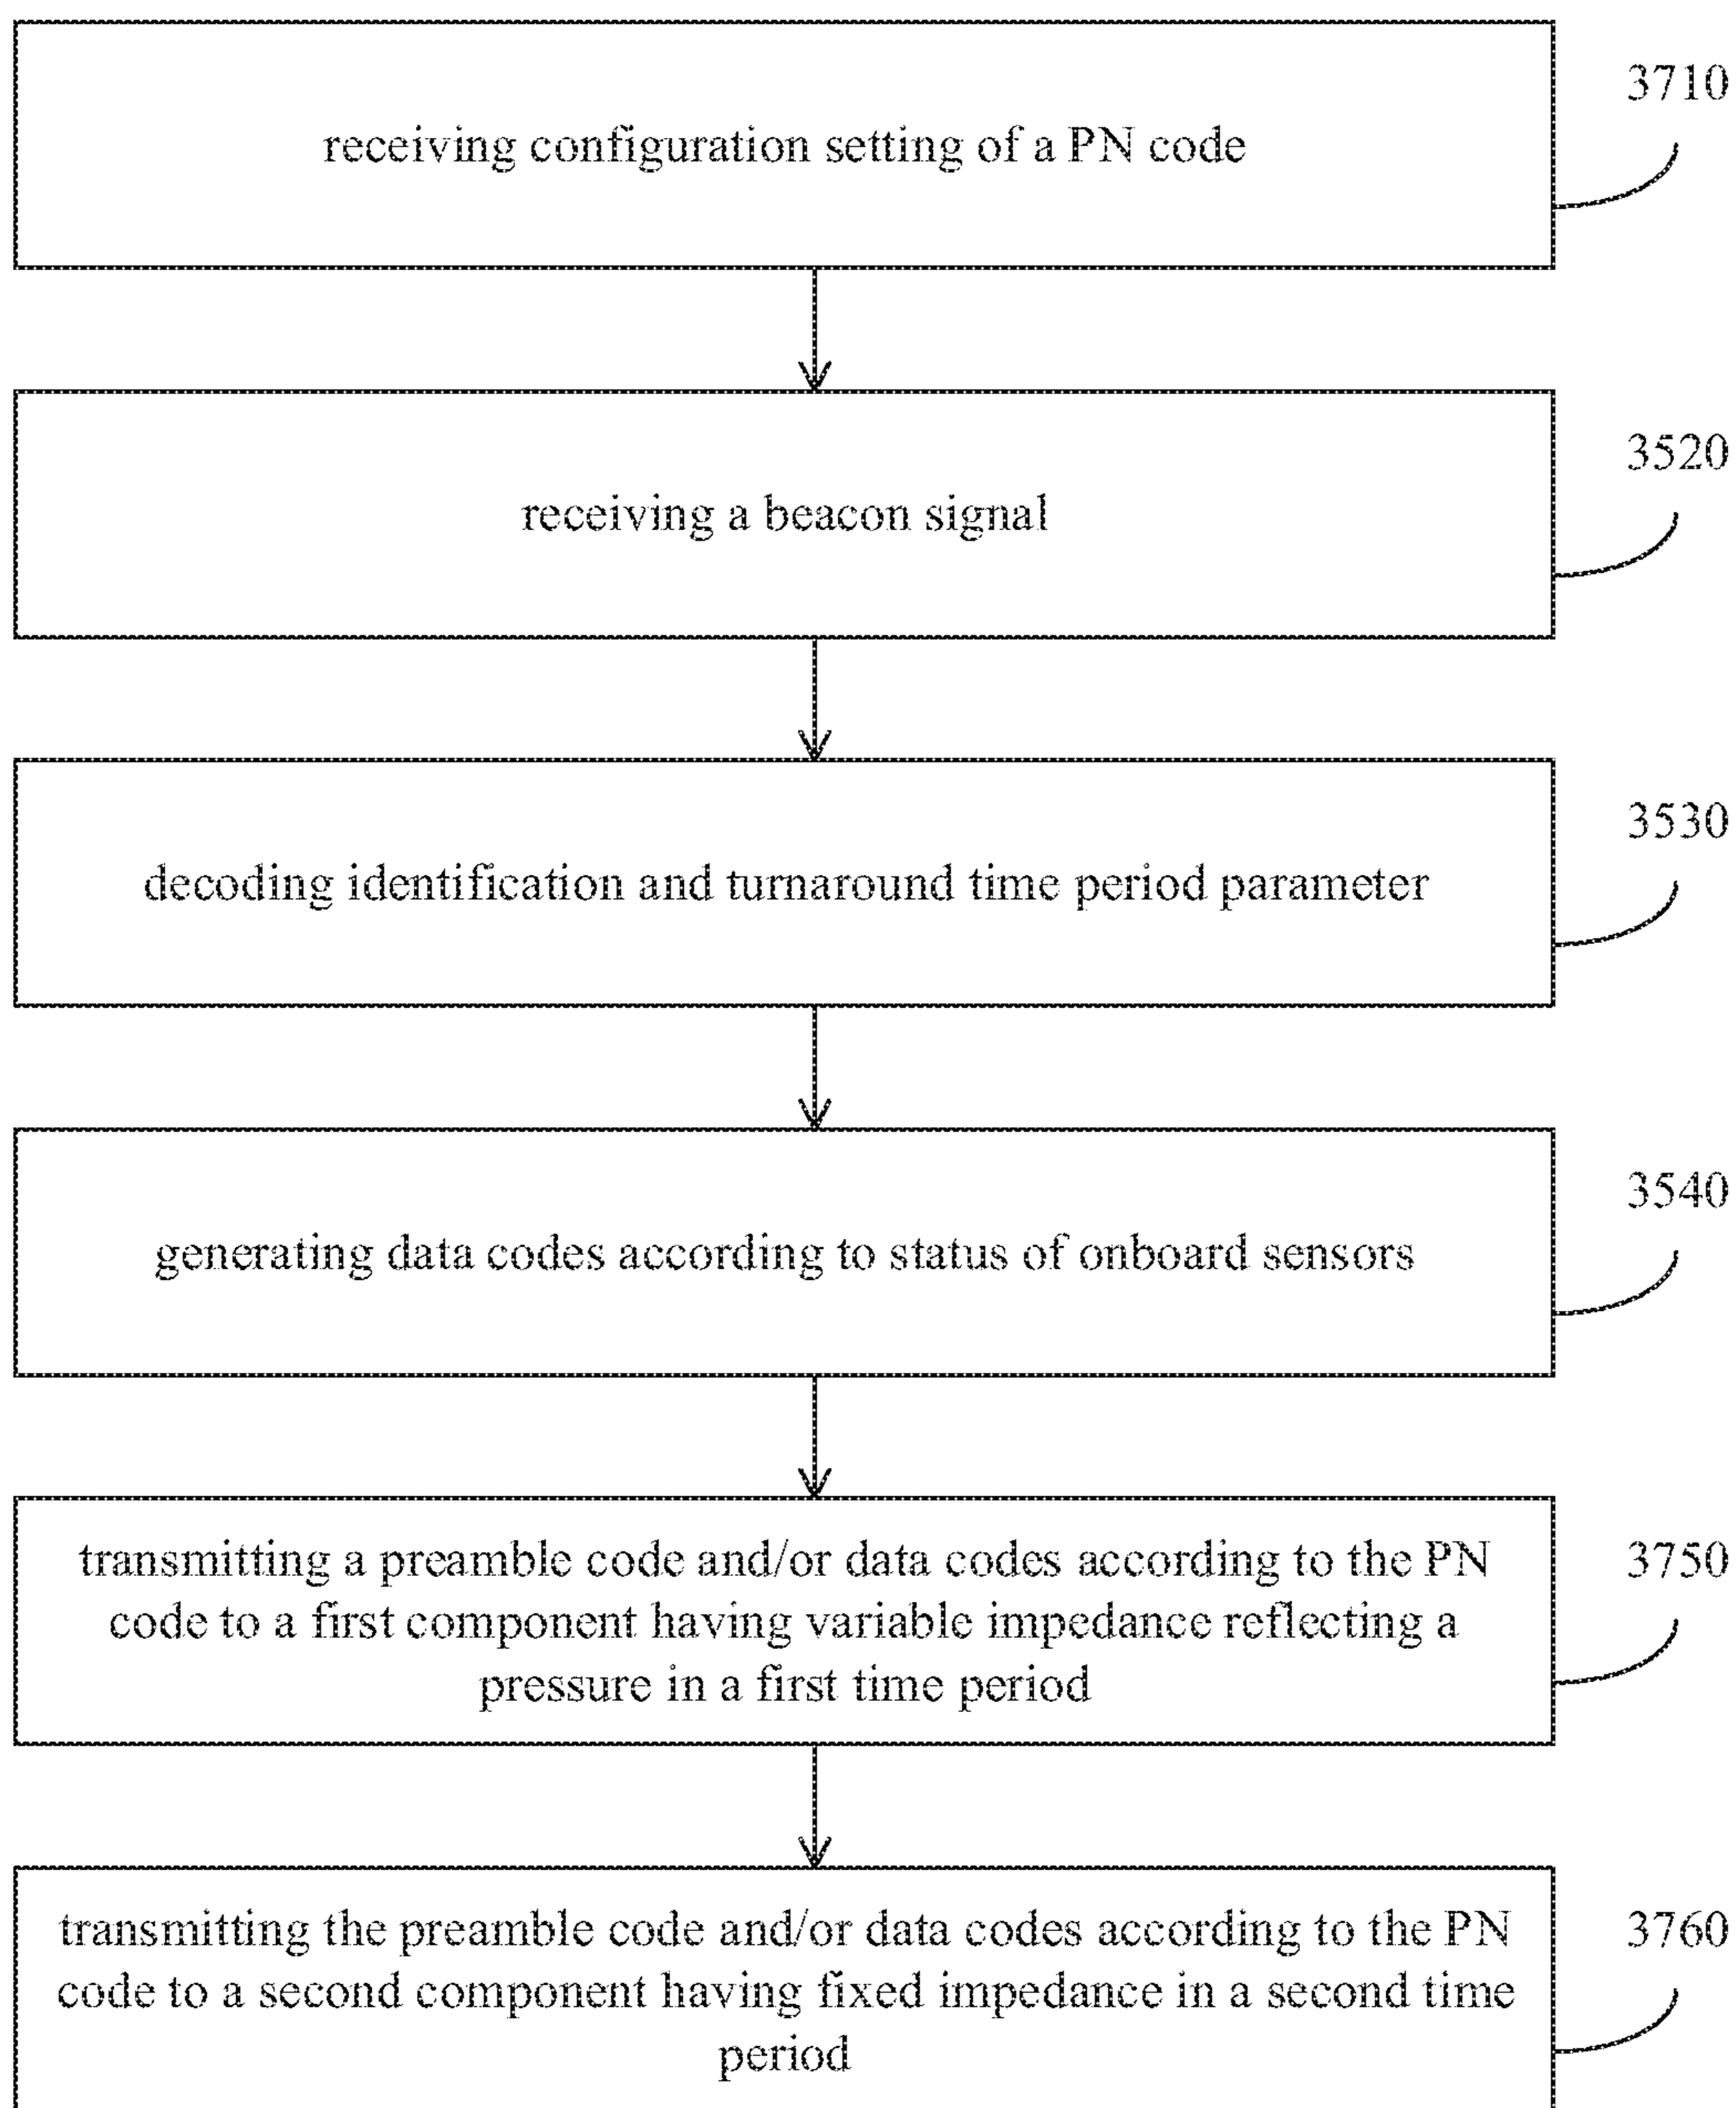 3710
receiving configuration setting of a PN code
3520
receiving a beacon signal
3530
decoding identification and turnaround time period parameter
3540
generating data codes according to status of onboard sensors
3750
transmitting a preamble code and/or data codes according to the PN
code to a first component having variable impedance reflecting a
pressure in a first time period
3760
transmitting the preamble code and/or data codes according to the PN
code to a second component having fixed impedance in a second time
period